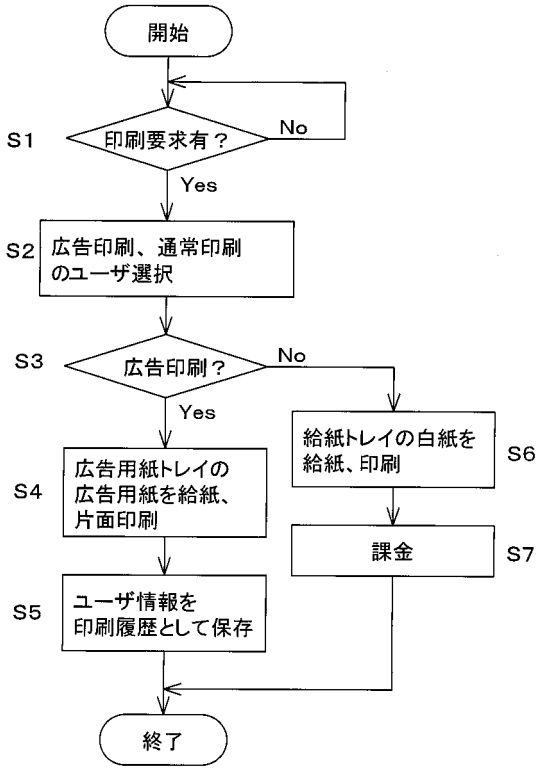 開始
S1
印刷要求有？
No
Yes
S2
広告印刷、通常印刷
のユーザ選択
S3
広告印刷？
No
Yes
S4
広告用紙トレイの
広告用紙を給紙、
片面印刷
給紙トレイの白紙を
給紙、印刷
S6
課金
S7
S5
ユーザ情報を
印刷履歴として保存
終了